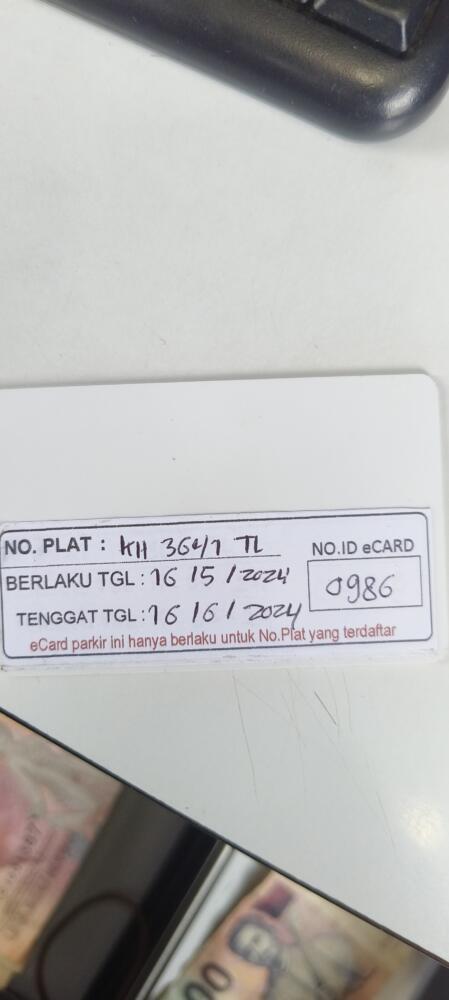 NO. PLAT : KH 3641 TL
NO.ID eCARD
BERLAKU TGL : 16 / 5 / 2024
0986
TENGGAT TGL : 16 / 6 / 2024
eCard parkir ini hanya berlaku untuk No.Plat yang terdaftar